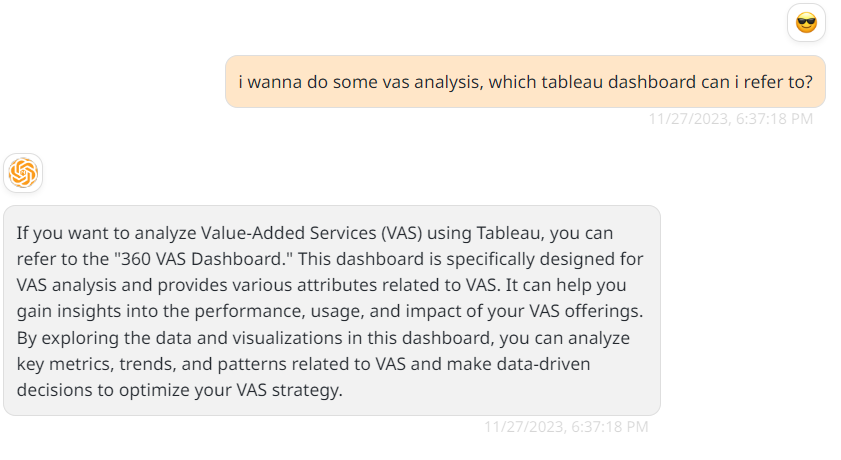 i wanna do some vas analysis, which tableau dashboard can i refer to?
11/27/2023, 6:37:18 PM
If you want to analyze Value-Added Services (VAS) using Tableau, you can
refer to the "360 VAS Dashboard." This dashboard is specifically designed for
VAS analysis and provides various attributes related to VAS. It can help you
gain insights into the performance, usage, and impact of your VAS offerings.
By exploring the data and visualizations in this dashboard, you can analyze
key metrics, trends, and patterns related to VAS and make data-driven
decisions to optimize your VAS strategy.
11/27/2023, 6:37:18 PM